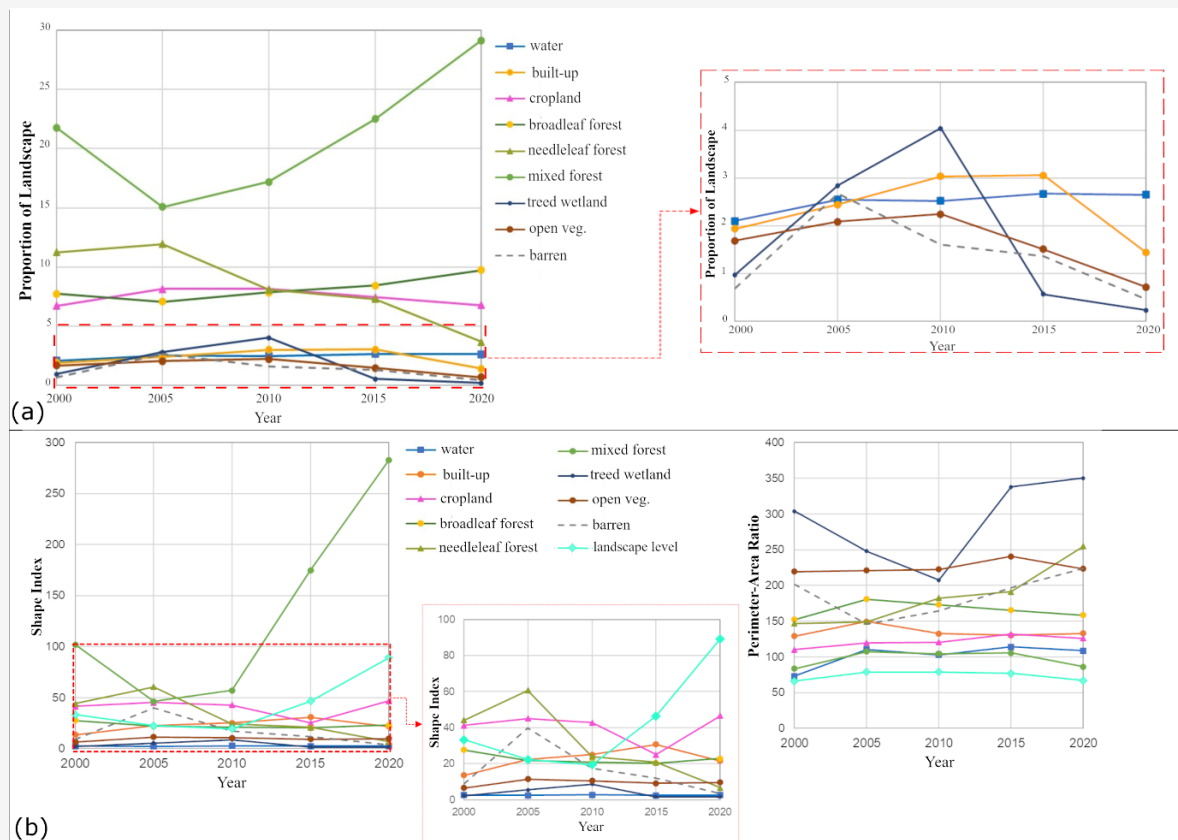 30
25
20
15
10
5
0
Proportion of Landscape
2000 2005 2010 2015 2020
Year
water
built-up
cropland
broadleaf forest
needleleaf forest
mixed forest
treed wetland
open veg.
barren
5
4
3
2
1
0
Proportion of Landscape
2000 2005 2010 2015 2020
Year
(a)
300
250
200
150
100
50
0
Shape Index
2000 2005 2010 2015 2020
Year
water
built-up
cropland
broadleaf forest
needleleaf forest
mixed forest
treed wetland
open veg.
barren
landscape level
100
80
60
40
20
0
Shape Index
2000 2005 2010 2015 2020
Year
400
350
300
250
200
150
100
50
0
Perimeter-Area Ratio
2000 2005 2010 2015 2020
Year
(b)